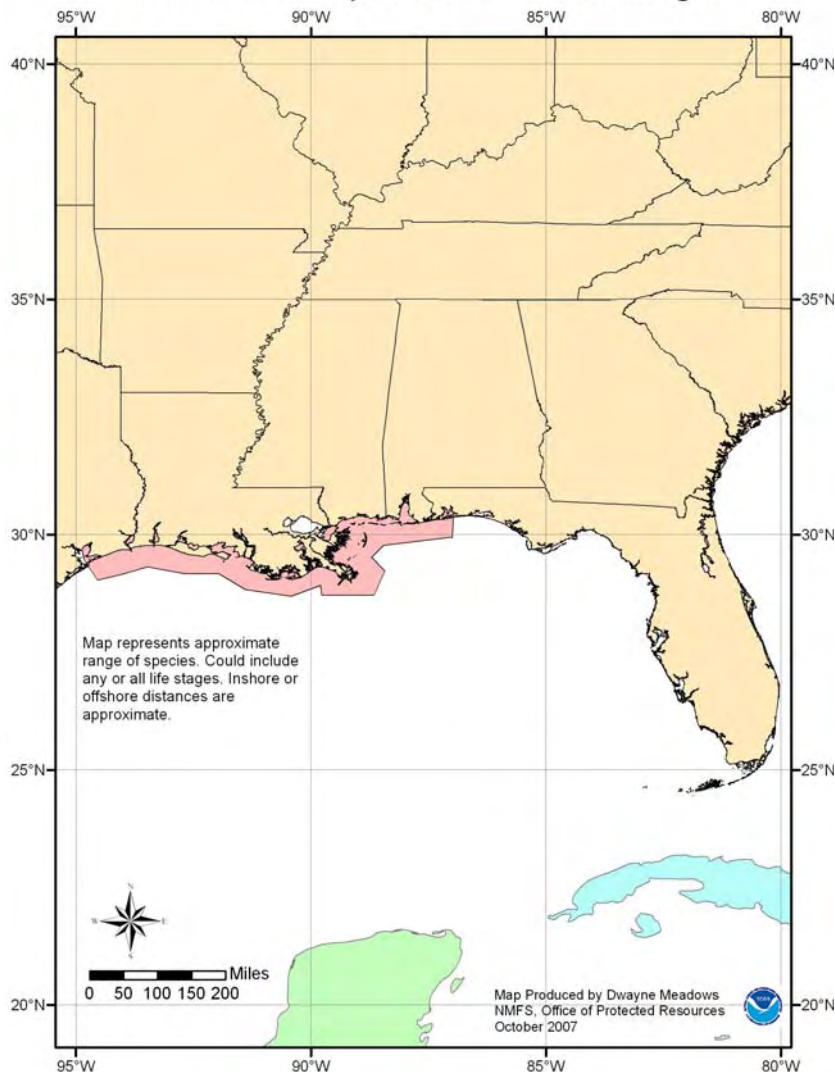 95°W 90°W 85°W 80°W
40°N 40°N
35°N 35°N
30°N 30°N
Map represents approximate
range of species. Could include
any or all life stages. Inshore or
offshore distances are
approximate.
25°N 25°N
N
W E
S
Miles
0 50 100 150 200
Map Produced by Dwayne Meadows
NMFS, Office of Protected Resources
October 2007
20°N 20°N
95°W 90°W 85°W 80°W